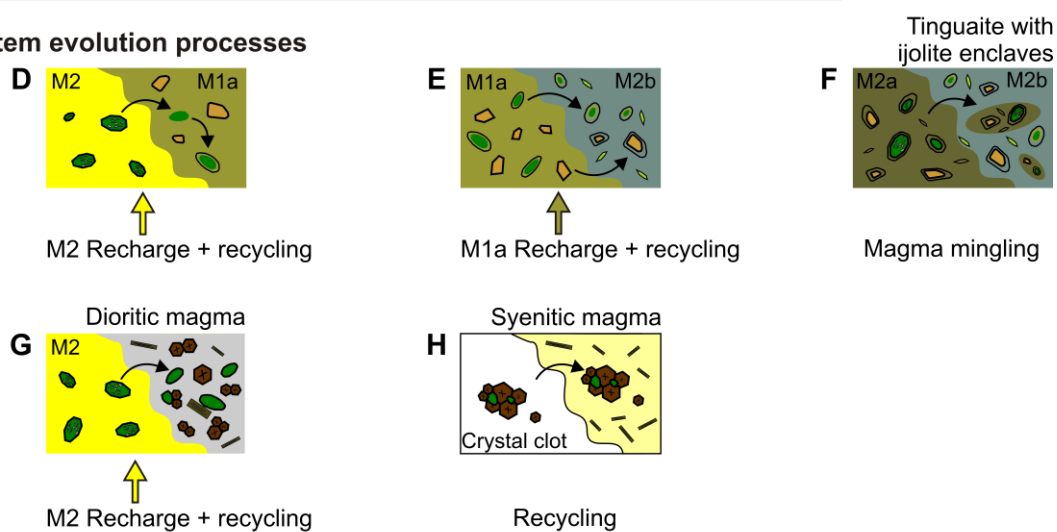 tem evolution processes
Tinguaite with
ijolite enclaves
D
M2
M1a
E
M1a
M2b
F
M2a
M2b
M2 Recharge + recycling
M1a Recharge + recycling
Magma mingling
Dioritic magma
Syenitic magma
G
M2
H
Crystal clot
M2 Recharge + recycling
Recycling